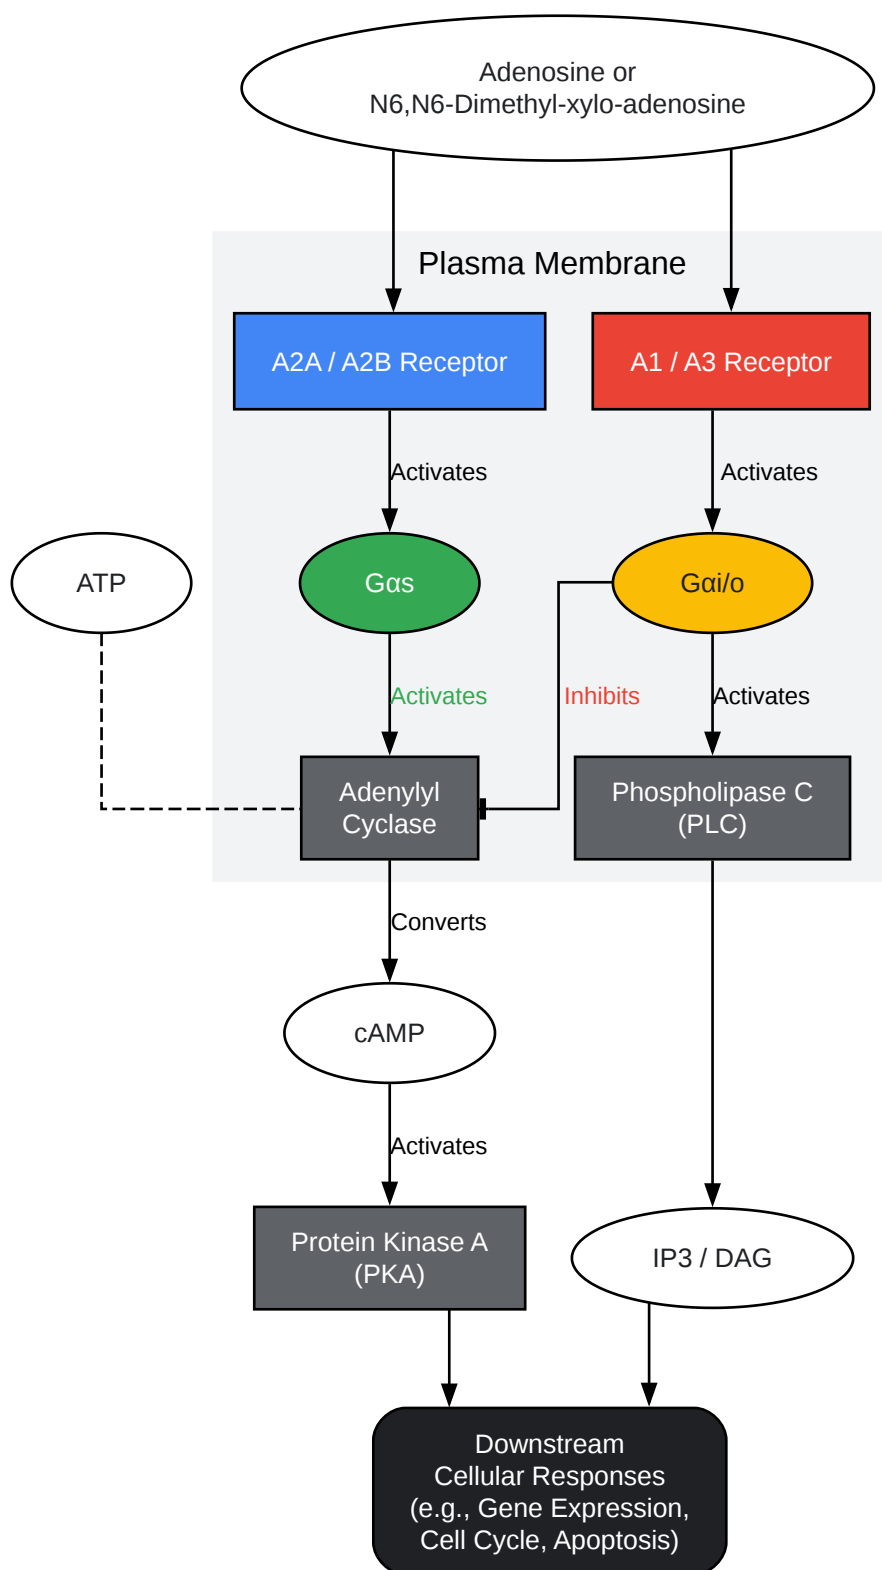 Adenosine or
N6,N6-Dimethyl-xylo-adenosine
Plasma Membrane
A2A / A2B Receptor
A1 / A3 Receptor
Activates
Activates
ATP
Gαs
Gαi/o
Activates
Inhibits
Activates
Adenylyl
Cyclase
Phospholipase C
(PLC)
Converts
cAMP
Activates
Protein Kinase A
(PKA)
IP3 / DAG
Downstream
Cellular Responses
(e.g., Gene Expression,
Cell Cycle, Apoptosis)